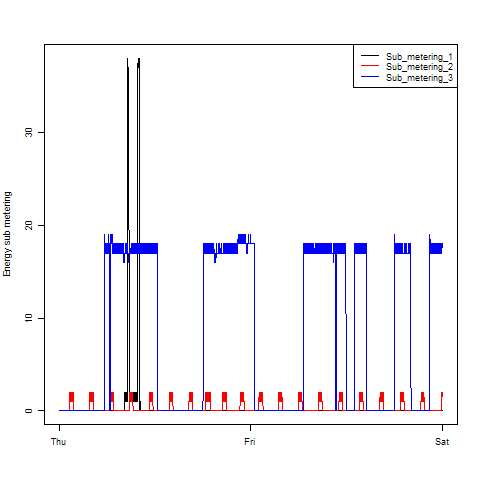 Sub_metering_1
Sub_metering_2
Sub_metering_3
Energy sub metering
30
20
10
0
Thu Fri Sat